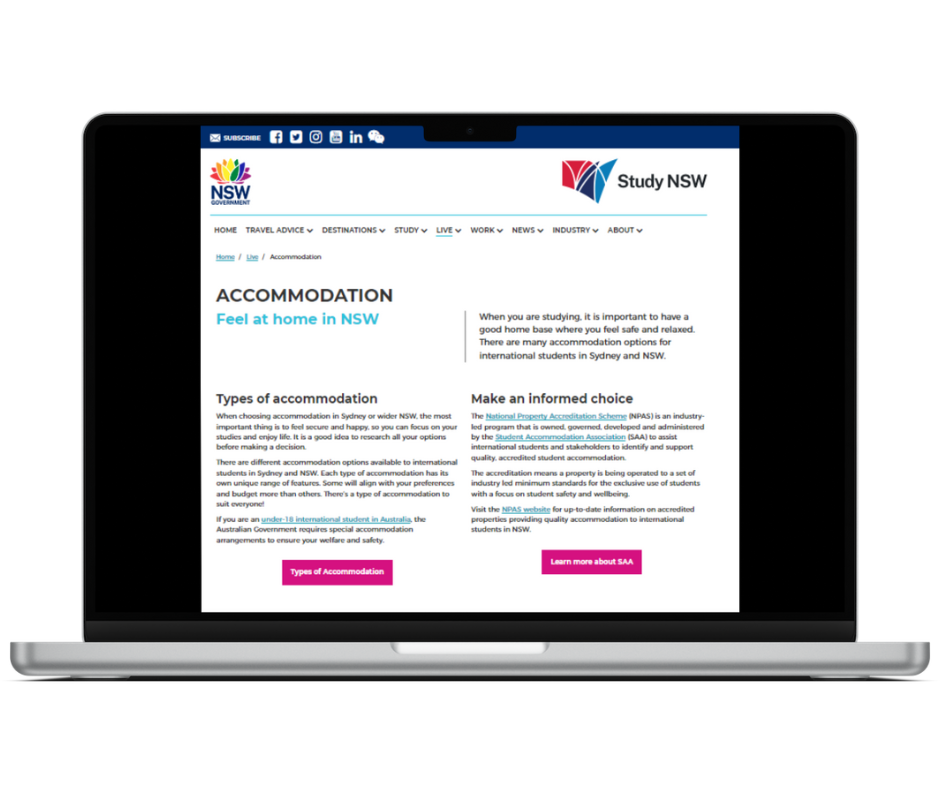 SUBSCRIBE
NSW
GOVERNMENT
Study NSW
HOME TRAVEL ADVICE DESTINATIONS STUDY LIVE WORK NEWS INDUSTRY ABOUT
Home / Live / Accommodation
ACCOMMODATION
Feel at home in NSW
When you are studying, it is important to have a
good home base where you feel safe and relaxed.
There are many accommodation options for
international students in Sydney and NSW.
Types of accommodation
When choosing accommodation in Sydney or wider NSW, the most
important thing is to feel secure and happy, so you can focus on your
studies and enjoy life. It is a good idea to research all your options
before making a decision.
There are different accommodation options available to international
students in Sydney and NSW. Each type of accommodation has its
own unique range of features. Some will align with your preferences
and budget more than others. There's a type of accommodation to
suit everyone!
If you are an under-18 international student in Australia, the
Australian Government requires special accommodation
arrangements to ensure your welfare and safety.
Types of Accommodation
Make an informed choice
The National Property Accreditation Scheme (NPAS) is an industry-
led program that is owned, governed, developed and administered
by the Student Accommodation Association (SAA) to assist
international students and stakeholders to identify and support
quality, accredited student accommodation.
The accreditation means a property is being operated to a set of
industry led minimum standards for the exclusive use of students
with a focus on student safety and wellbeing.
Visit the NPAS website for up-to-date information on accredited
properties providing quality accommodation to international
students in NSW.
Learn more about SAA